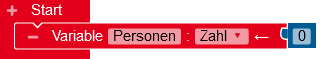 + Start
− Variable Personen : Zahl ▾ ← 0